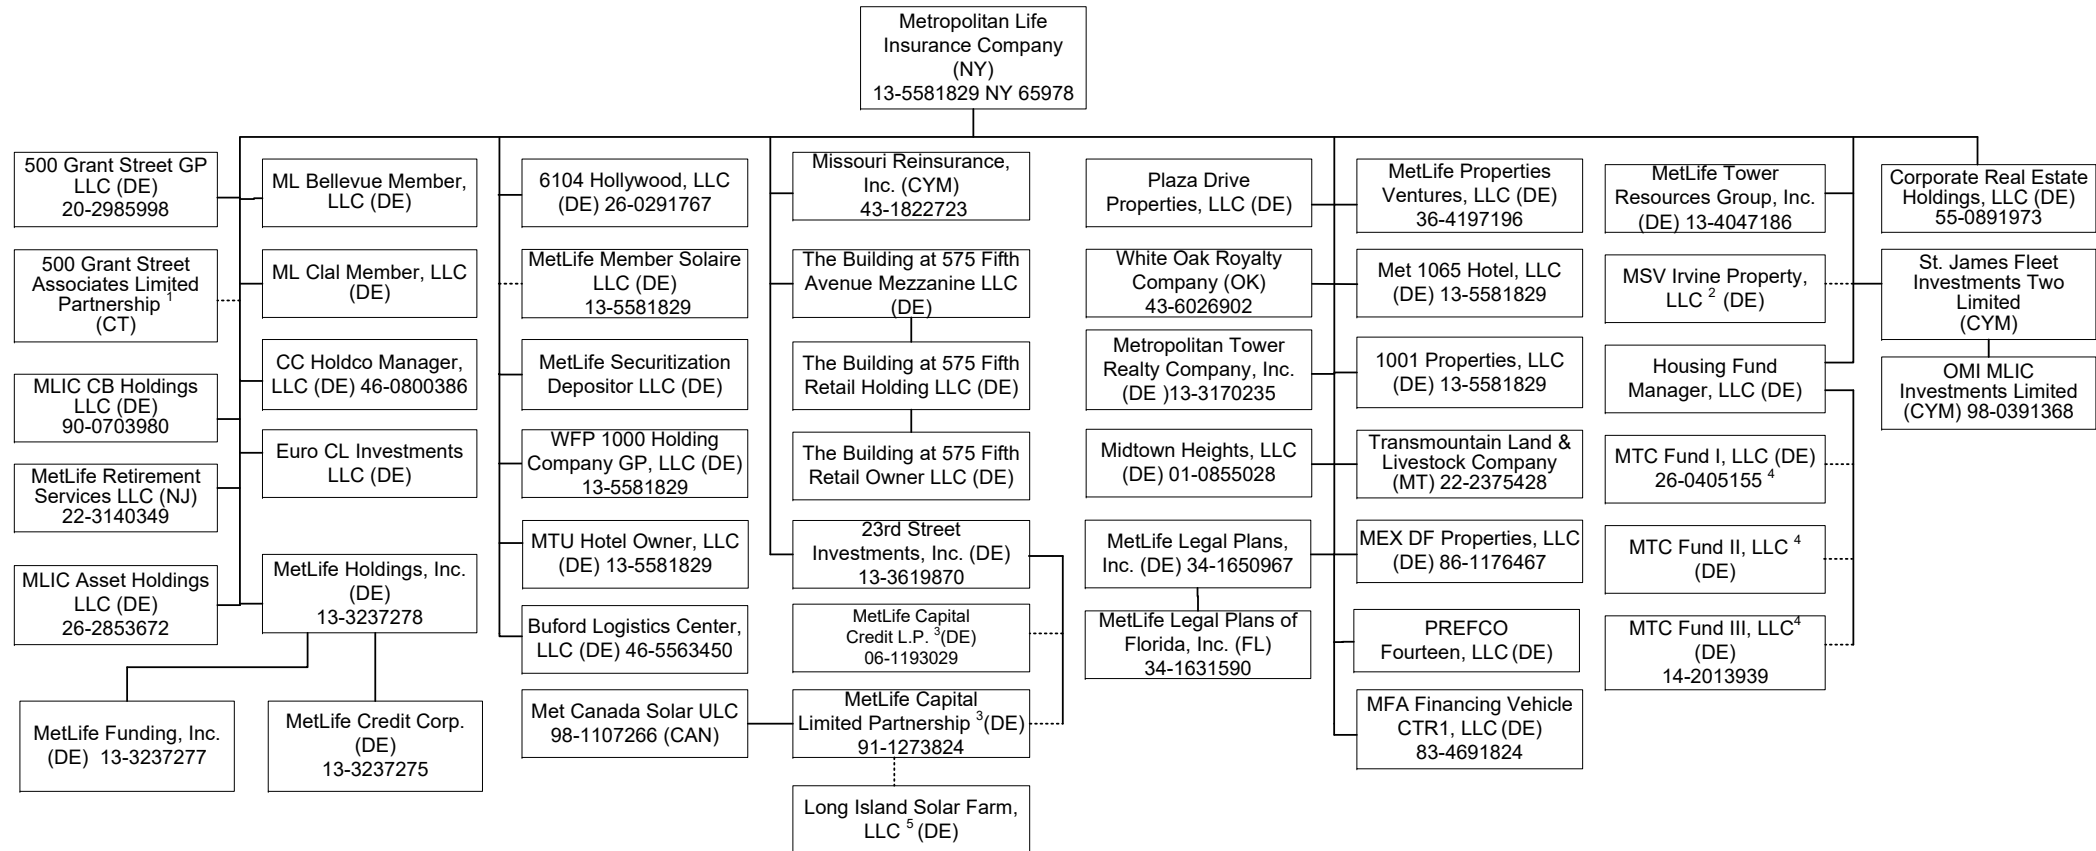 Metropolitan Life
Insurance Company
(NY)
13-5581829 NY 65978
500 Grant Street GP
LLC (DE)
20-2985998
500 Grant Street
Associates Limited
Partnership 1
(CT)
MLIC CB Holdings
LLC (DE)
90-0703980
MetLife Retirement
Services LLC (NJ)
22-3140349
MLIC Asset Holdings
LLC (DE)
26-2853672
ML Bellevue Member,
LLC (DE)
ML Clal Member, LLC
(DE)
CC Holdco Manager,
LLC (DE) 46-0800386
Euro CL Investments
LLC (DE)
MetLife Holdings, Inc.
(DE)
13-3237278
MetLife Funding, Inc.
(DE) 13-3237277
MetLife Credit Corp.
(DE)
13-3237275
6104 Hollywood, LLC
(DE) 26-0291767
MetLife Member Solaire
LLC (DE)
13-5581829
MetLife Securitization
Depositor LLC (DE)
WFP 1000 Holding
Company GP, LLC (DE)
13-5581829
MTU Hotel Owner, LLC
(DE) 13-5581829
Buford Logistics Center,
LLC (DE) 46-5563450
Met Canada Solar ULC
98-1107266 (CAN)
Missouri Reinsurance,
Inc. (CYM)
43-1822723
The Building at 575 Fifth
Avenue Mezzanine LLC
(DE)
The Building at 575 Fifth
Retail Holding LLC (DE)
The Building at 575 Fifth
Retail Owner LLC (DE)
23rd Street
Investments, Inc. (DE)
13-3619870
MetLife Capital
Credit L.P. 3(DE)
06-1193029
MetLife Capital
Limited Partnership 3(DE)
91-1273824
Long Island Solar Farm,
LLC 5 (DE)
Plaza Drive
Properties, LLC (DE)
White Oak Royalty
Company (OK)
43-6026902
Metropolitan Tower
Realty Company, Inc.
(DE )13-3170235
Midtown Heights, LLC
(DE) 01-0855028
MetLife Legal Plans,
Inc. (DE) 34-1650967
MetLife Legal Plans of
Florida, Inc. (FL)
34-1631590
MetLife Properties
Ventures, LLC (DE)
36-4197196
Met 1065 Hotel, LLC
(DE) 13-5581829
1001 Properties, LLC
(DE) 13-5581829
Transmountain Land &
Livestock Company
(MT) 22-2375428
MEX DF Properties, LLC
(DE) 86-1176467
PREFCO
Fourteen, LLC (DE)
MFA Financing Vehicle
CTR1, LLC (DE)
83-4691824
MetLife Tower
Resources Group, Inc.
(DE) 13-4047186
MSV Irvine Property,
LLC 2 (DE)
Housing Fund
Manager, LLC (DE)
MTC Fund I, LLC (DE)
26-0405155 4
MTC Fund II, LLC 4
(DE)
MTC Fund III, LLC4
(DE)
14-2013939
Corporate Real Estate
Holdings, LLC (DE)
55-0891973
St. James Fleet
Investments Two
Limited
(CYM)
OMI MLIC
Investments Limited
(CYM) 98-0391368